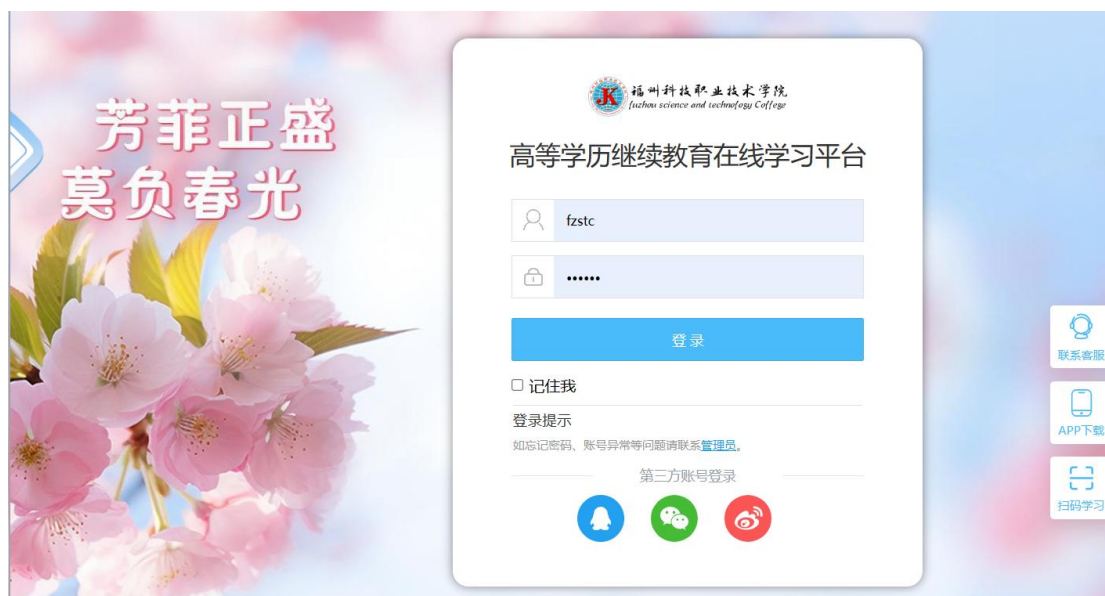 芳菲正盛
莫负春光
JK
福州科技职业技术学院
fuzhou science and technology College
高等学历继续教育在线学习平台
fzstc
••••••
登录
记住我
登录提示
如忘记密码、账号异常等问题请联系管理员。
第三方账号登录
联系客服
APP下载
扫码学习